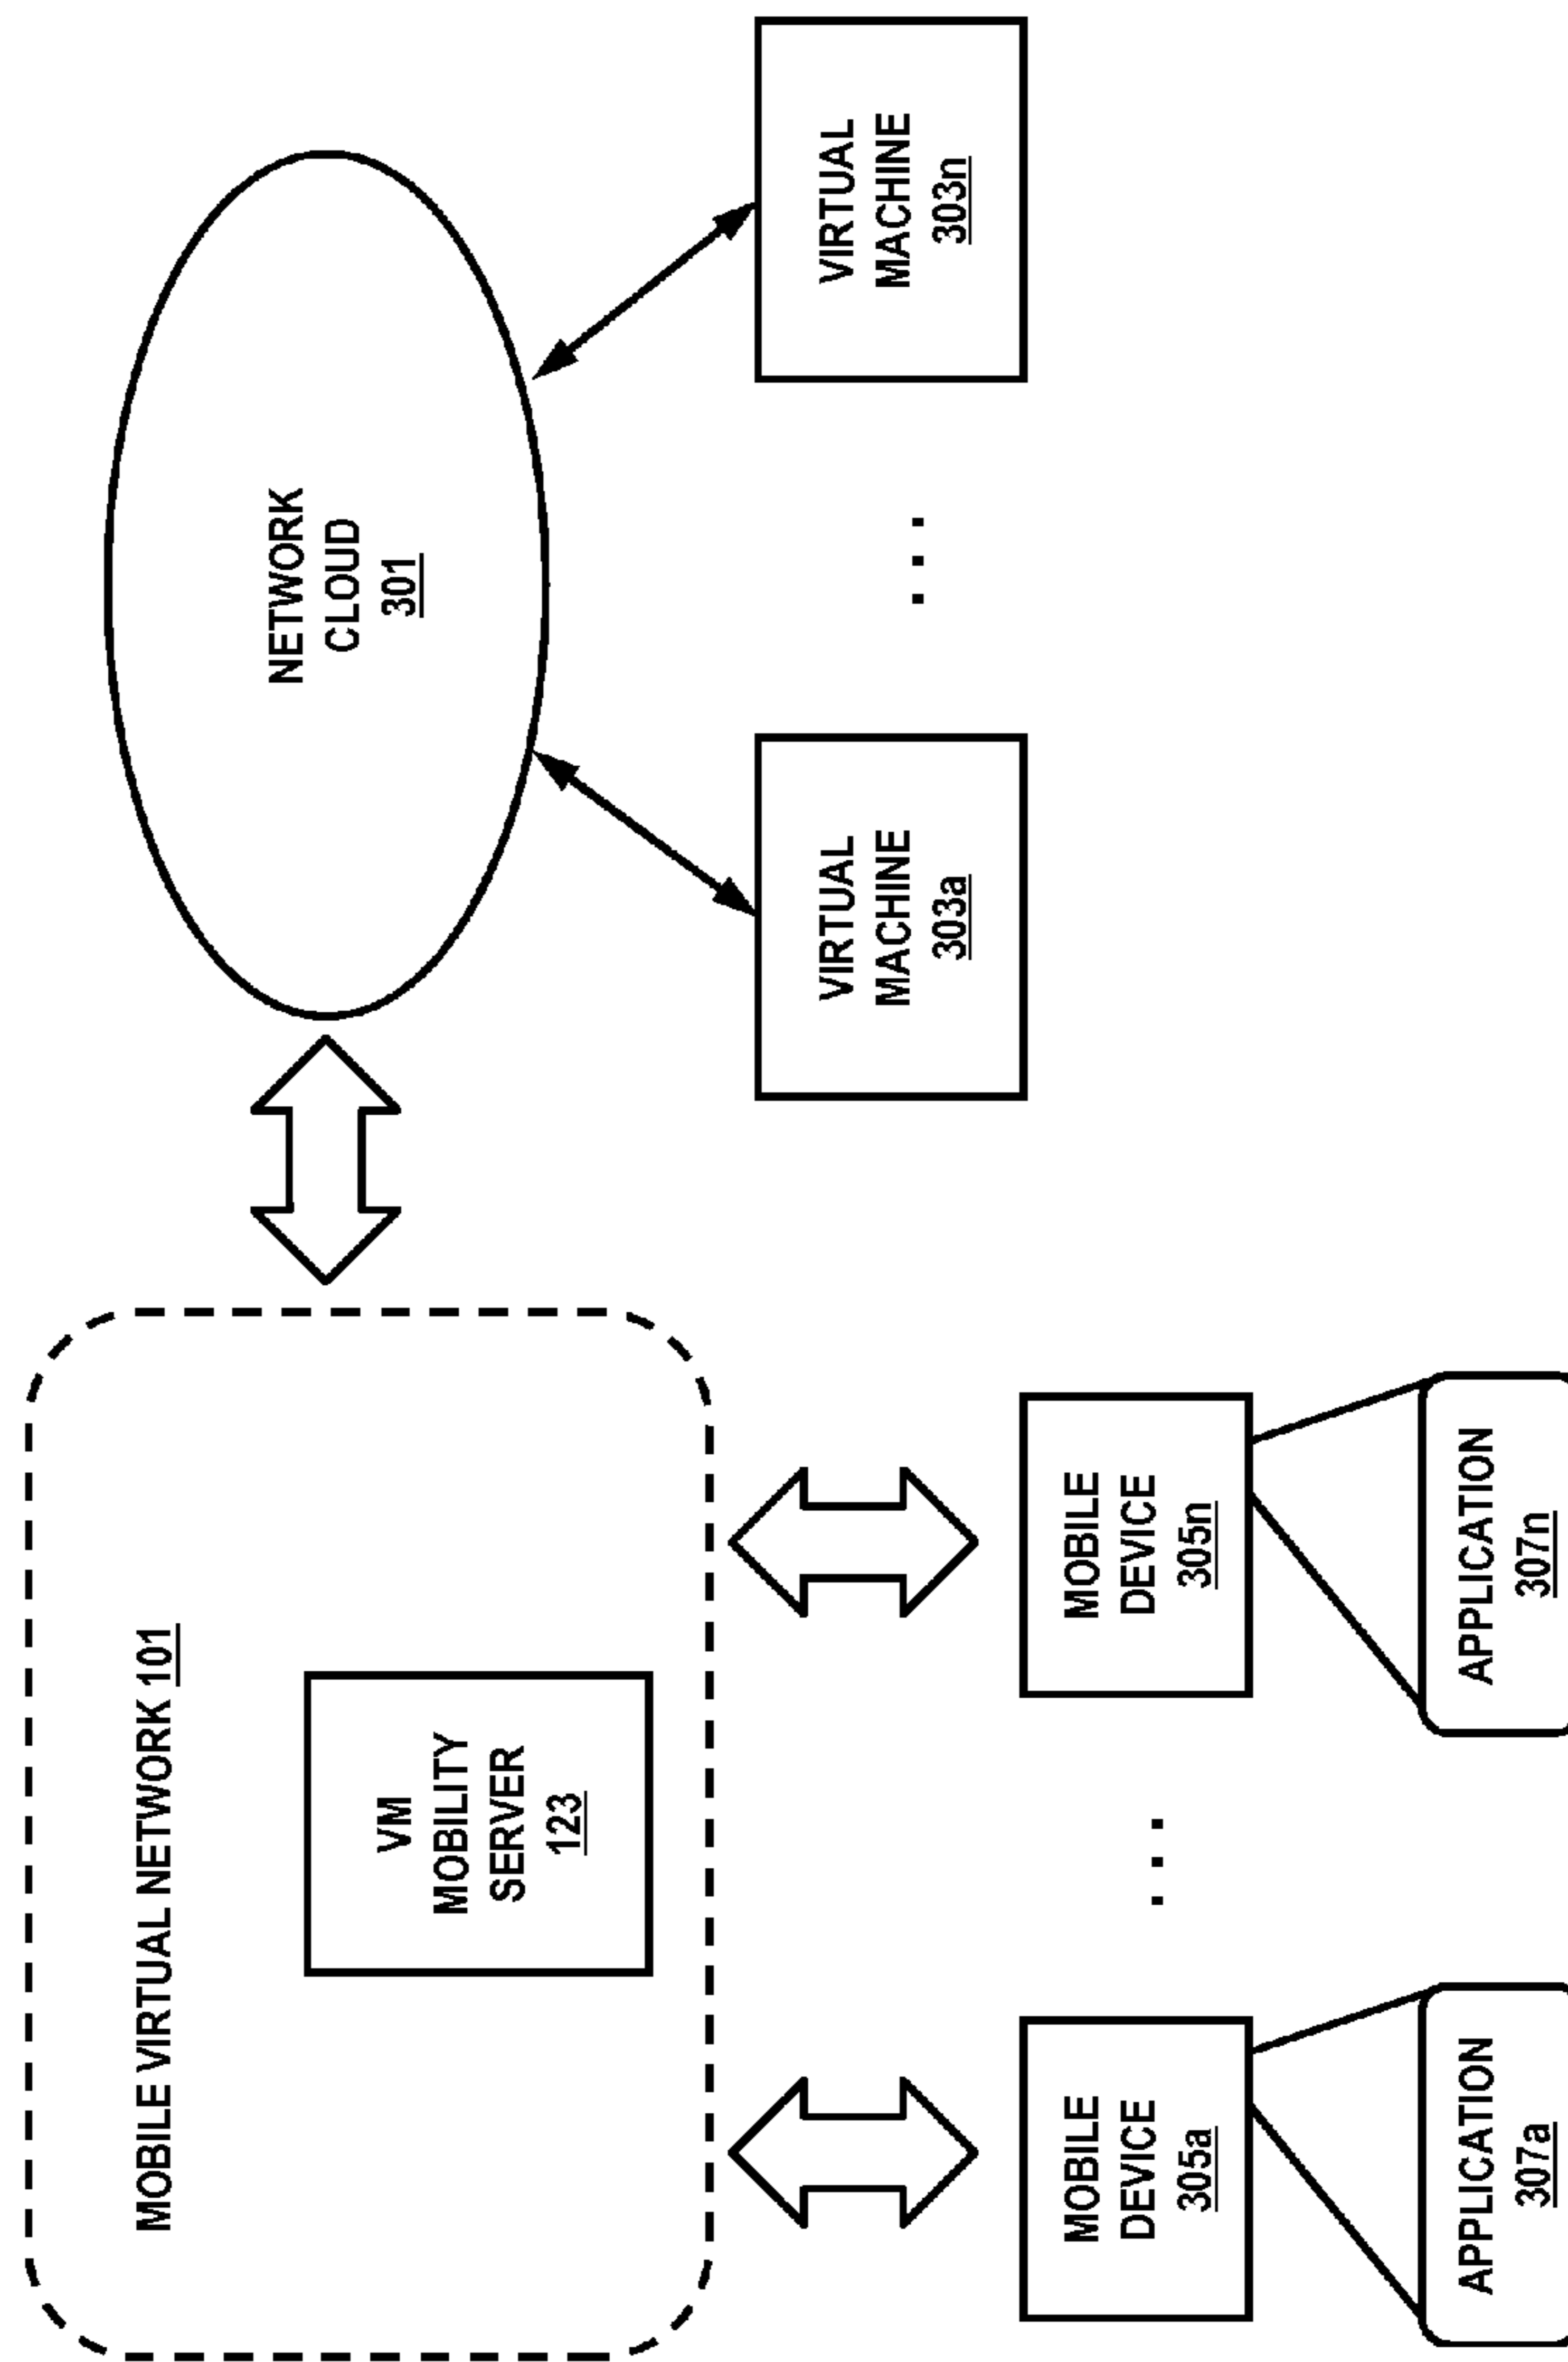 MOBILE VIRTUAL NETWORK 101
VM
MOBILITY
SERVER
123
NETWORK
CLOUD
301
VIRTUAL
MACHINE
303a
. . .
VIRTUAL
MACHINE
303n
MOBILE
DEVICE
305a
. . .
MOBILE
DEVICE
305n
APPLICATION
307a
APPLICATION
307n